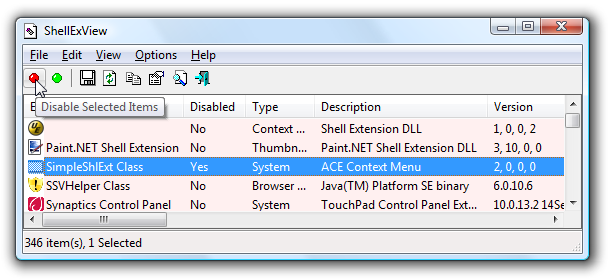 ShellExView
File Edit View Options Help
Disable Selected Items
E Disabled Type Description Version
No Context ... Shell Extension DLL 1, 0, 0, 2
Paint.NET Shell Extension No Thumbn... Paint.NET Shell Extension DLL 3, 10, 0, 0
SimpleShlExt Class Yes System ACE Context Menu 2, 0, 0, 0
SSVHelper Class No Browser ... Java(TM) Platform SE binary 6.0.10.6
Synaptics Control Panel No System TouchPad Control Panel Ext... 10.0.13.2 14Se
346 item(s), 1 Selected